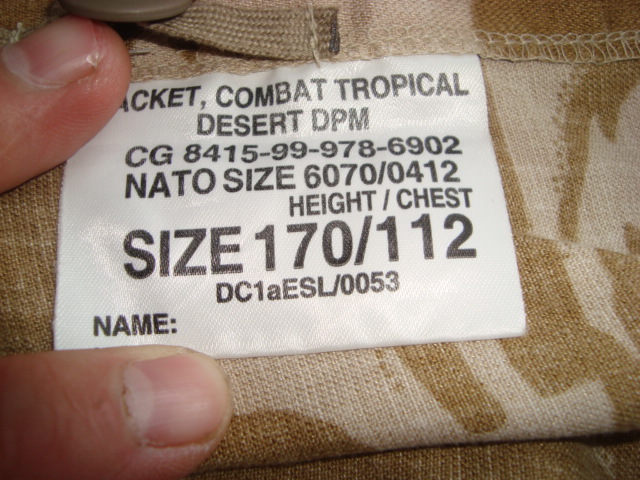 ACKET, COMBAT TROPICAL
DESERT DPM
CG 8415-99-978-6902
NATO SIZE 6070/0412
HEIGHT / CHEST
SIZE 170/112
DC1aESL/0053
NAME: